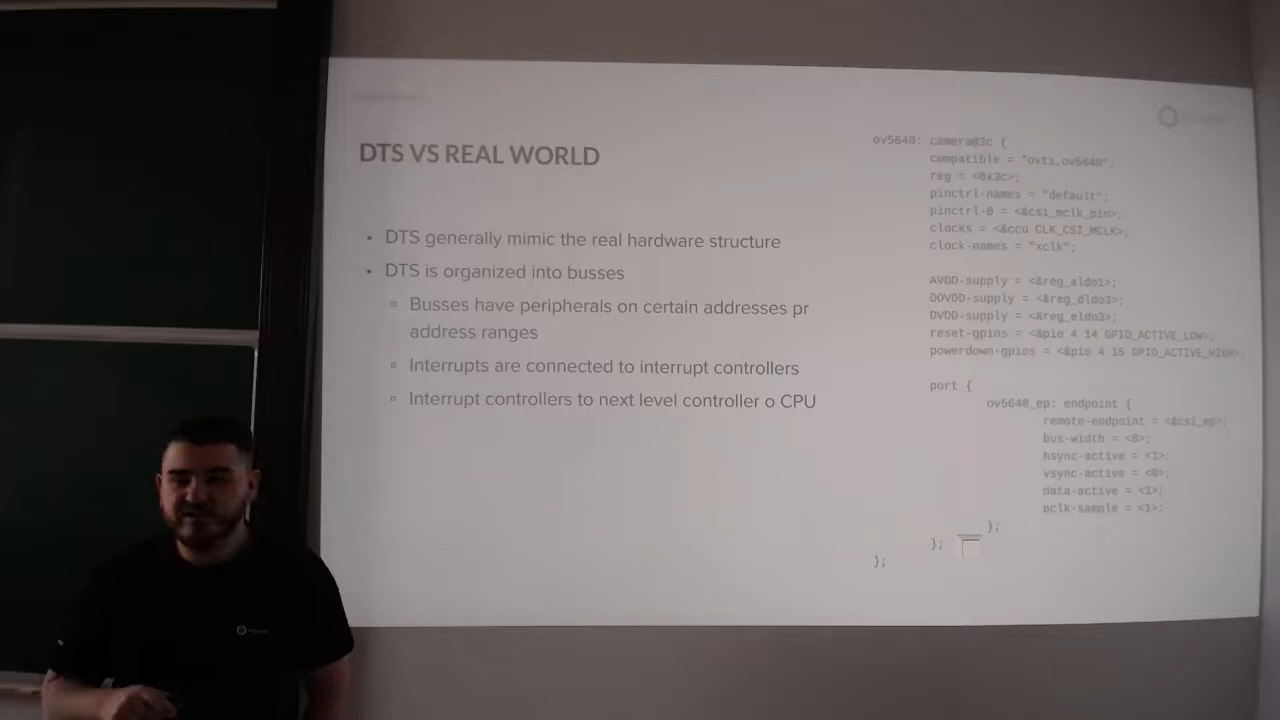 DTS VS REAL WORLD
• DTS generally mimic the real hardware structure
• DTS is organized into busses
▫ Busses have peripherals on certain addresses pr
address ranges
▫ Interrupts are connected to interrupt controllers
▫ Interrupt controllers to next level controller o CPU
ov5640: camera@3c {
compatible = "ovti,ov5640";
reg = <0x3c>;
pinctrl-names = "default";
pinctrl-0 = <&csi_mclk_pin>;
clocks = <&ccu CLK_CSI_MCLK>;
clock-names = "xclk";
AVDD-supply = <&reg_aldo1>;
DOVDD-supply = <&reg_dldo3>;
DVDD-supply = <&reg_eldo3>;
reset-gpios = <&pio 4 14 GPIO_ACTIVE_LOW>;
powerdown-gpios = <&pio 4 15 GPIO_ACTIVE_HIGH>;
port {
ov5640_ep: endpoint {
remote-endpoint = <&csi_ep>;
bus-width = <8>;
hsync-active = <1>;
vsync-active = <0>;
data-active = <1>;
pclk-sample = <1>;
};
};
};